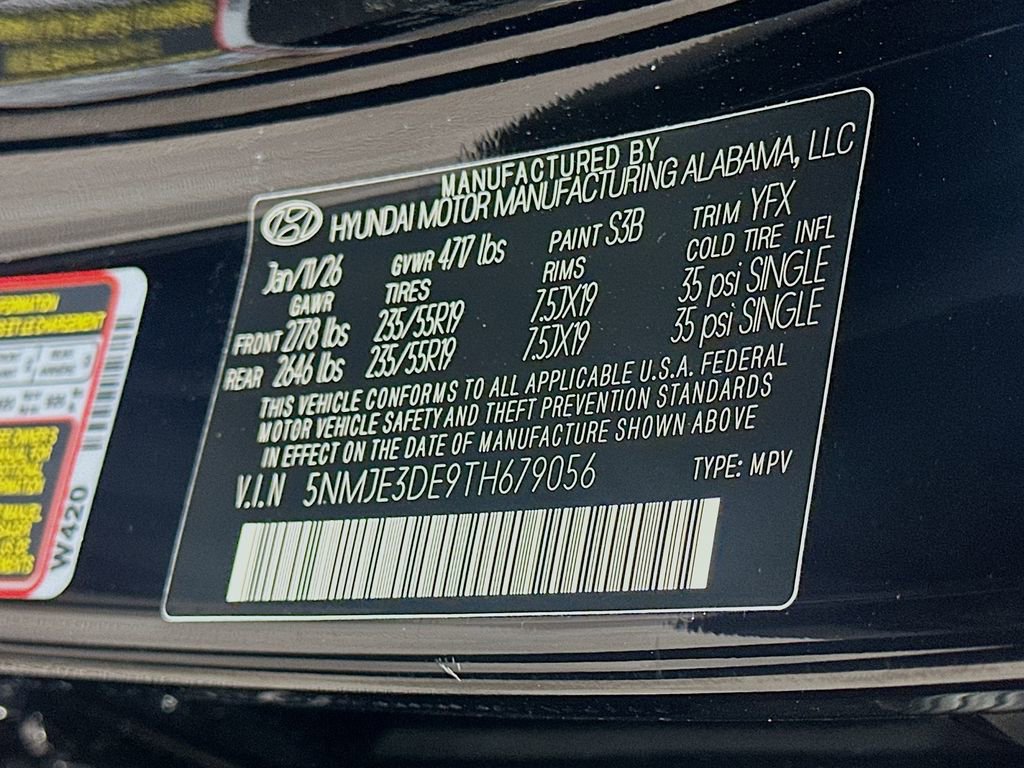 MANUFACTURED BY
HYUNDAI MOTOR MANUFACTURING ALABAMA, LLC
Jan/11/26 GVWR 4,717 lbs PAINT S3B TRIM YFX
GAWR TIRES RIMS COLD TIRE INFL
FRONT 2778 lbs 235/55R19 7.5JX19 35 psi SINGLE
REAR 2646 lbs 235/55R19 7.5JX19 35 psi SINGLE
THIS VEHICLE CONFORMS TO ALL APPLICABLE U.S.A. FEDERAL
MOTOR VEHICLE SAFETY AND THEFT PREVENTION STANDARDS
IN EFFECT ON THE DATE OF MANUFACTURE SHOWN ABOVE
V.I.N 5NMJE3DE9TH679056 TYPE: MPV
W420